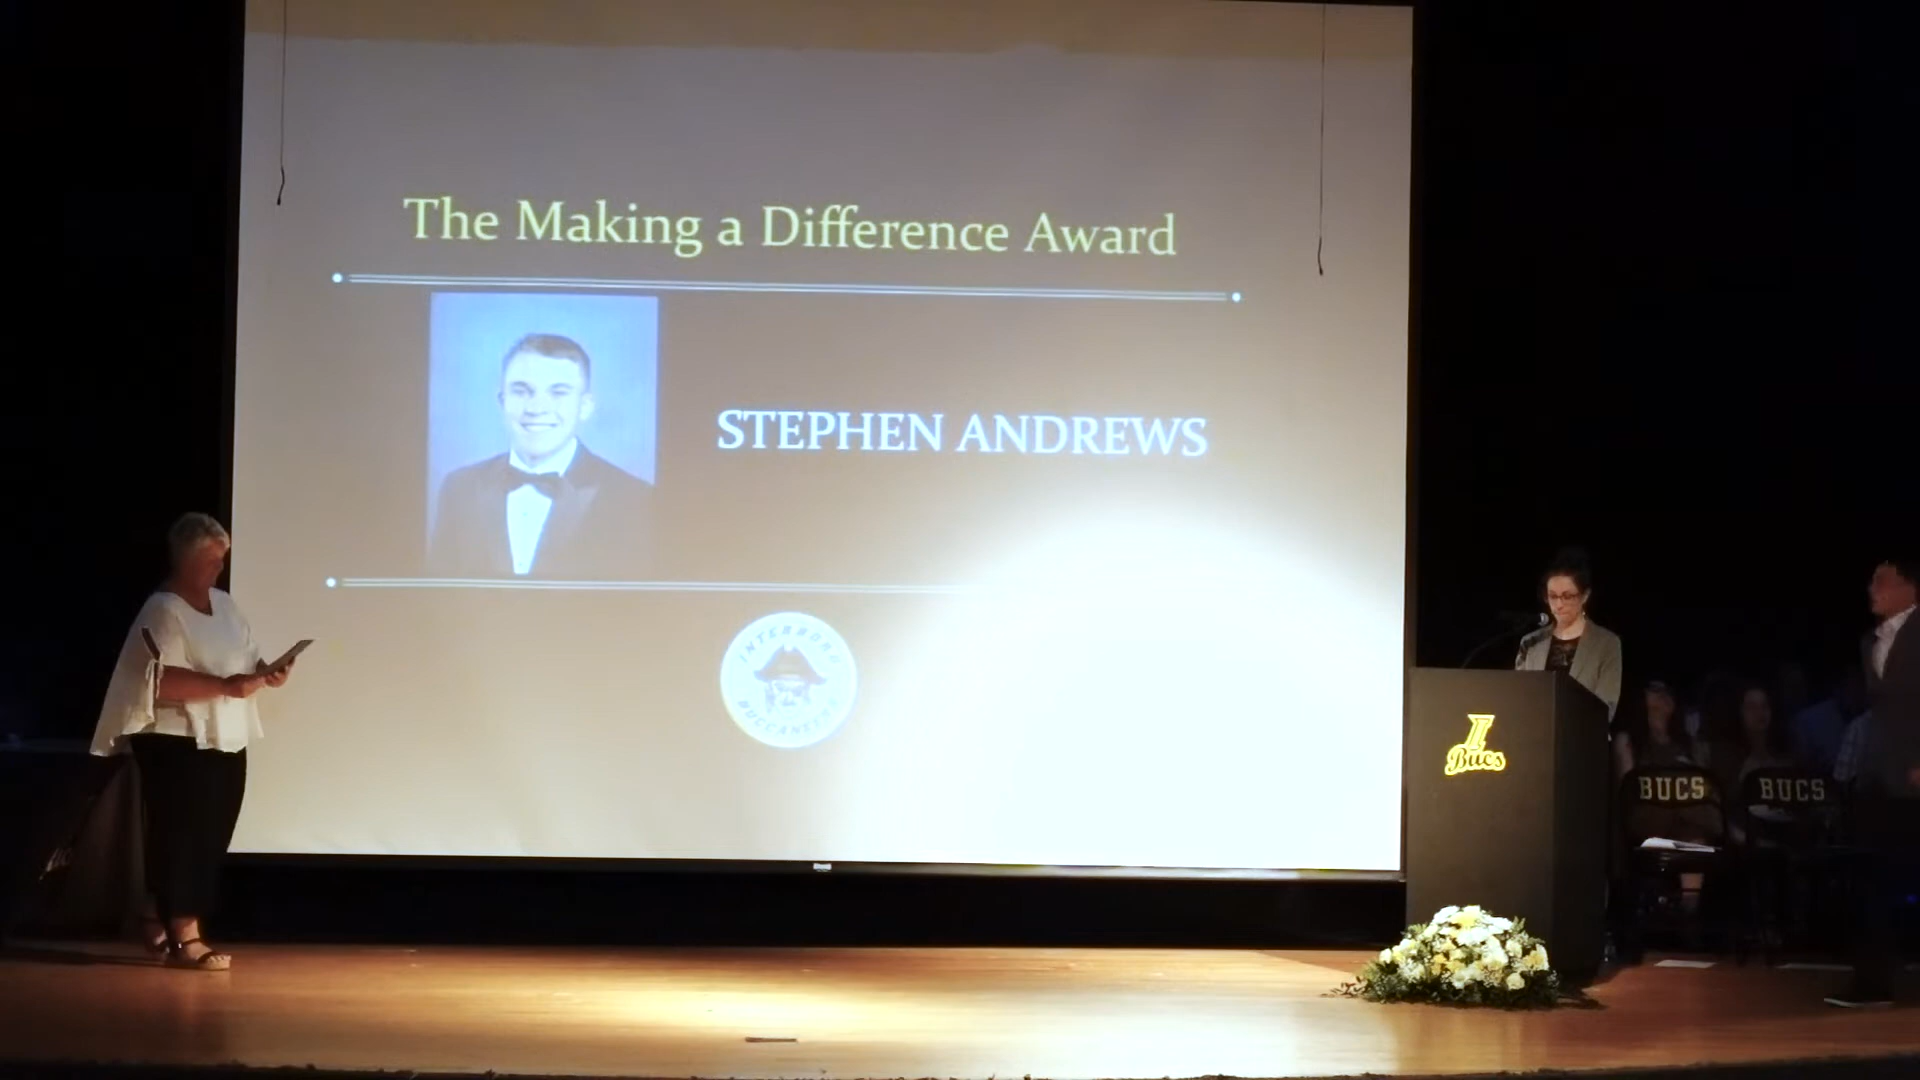 The Making a Difference Award
STEPHEN ANDREWS
INTERBORO
BUCCANEERS
I
Bucs
BUCS
BUCS